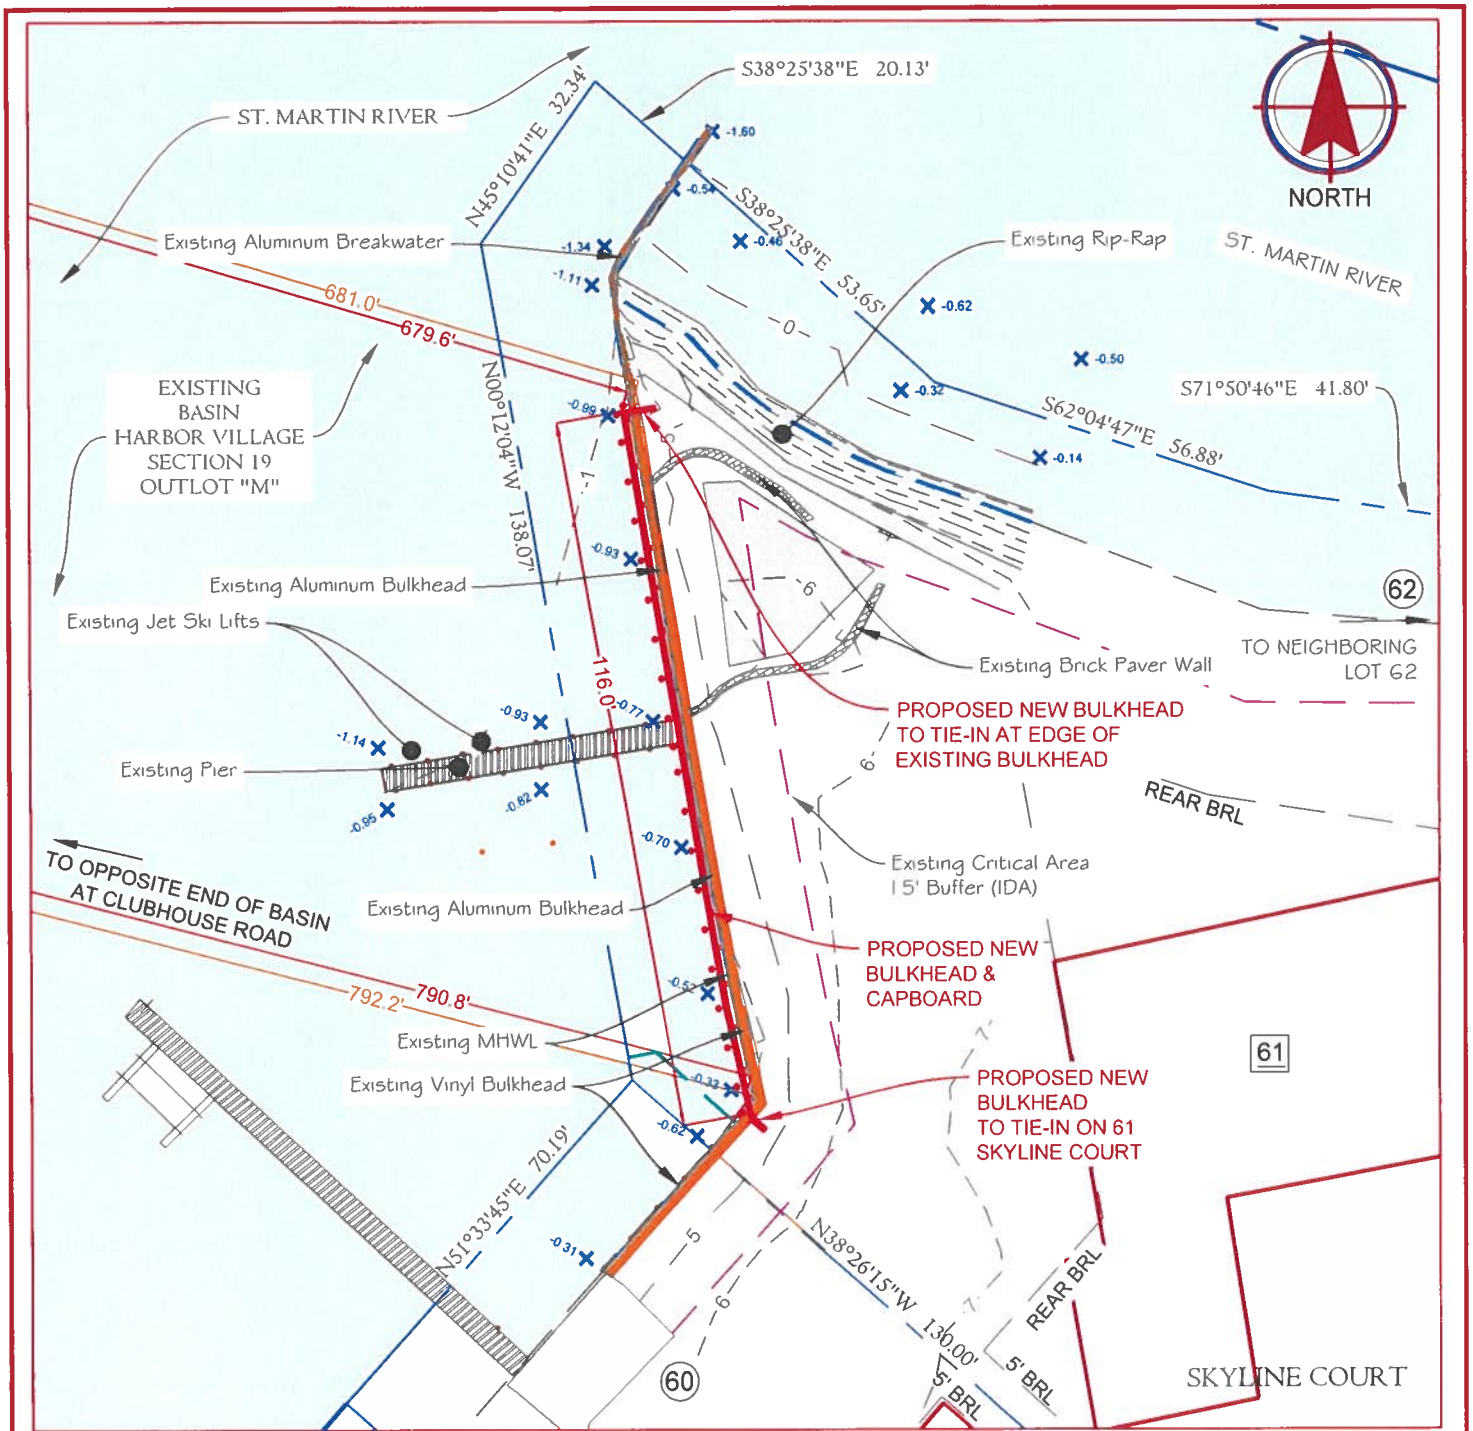 S38°25'38"E 20.13'
ST. MARTIN RIVER
N45°10'41"E 32.34'
-1.60
NORTH
-0.54
S38°25'38"E 53.65'
Existing Aluminum Breakwater
-1.34
-0.46
Existing Rip-Rap
ST. MARTIN RIVER
-1.11
681.0'
679.6'
-0.62
0
-0.50
EXISTING
BASIN
HARBOR VILLAGE
SECTION 19
OUTLOT "M"
N00°12'04"W 138.07'
-0.99
-0.32
S71°50'46"E 41.80'
S62°04'47"E 56.88'
-0.14
-1
5
-0.93
Existing Aluminum Bulkhead
6
62
Existing Jet Ski Lifts
TO NEIGHBORING
LOT 62
Existing Brick Paver Wall
116.0'
-0.93
-0.77
-1.14
PROPOSED NEW BULKHEAD
TO TIE-IN AT EDGE OF
EXISTING BULKHEAD
6
Existing Pier
-0.95
-0.82
REAR BRL
-0.70
TO OPPOSITE END OF BASIN
AT CLUBHOUSE ROAD
Existing Critical Area
15' Buffer (IDA)
Existing Aluminum Bulkhead
PROPOSED NEW
BULKHEAD &
CAPBOARD
-0.52
790.8'
792.2'
Existing MHWL
7
61
Existing Vinyl Bulkhead
-0.33
PROPOSED NEW
BULKHEAD
TO TIE-IN ON 61
SKYLINE COURT
-0.62
N51°33'45"E 70.19'
-0.31
5
N38°26'15"W 130.00'
REAR BRL
6
7
60
5' BRL
5' BRL
SKYLINE COURT